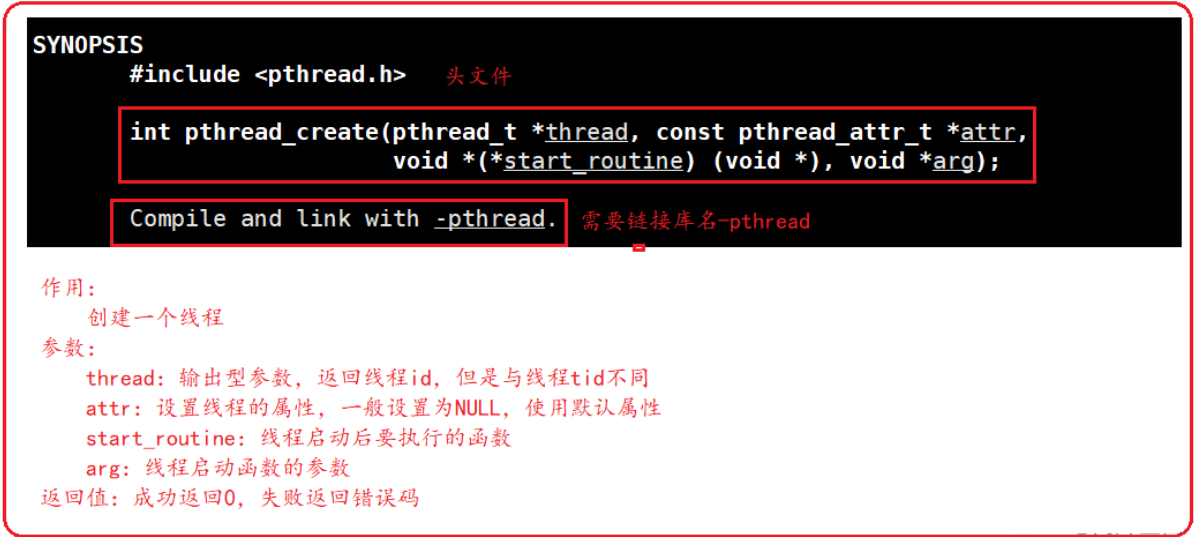 SYNOPSIS
#include <pthread.h> 头文件
int pthread_create(pthread_t *thread, const pthread_attr_t *attr,
void *(*start_routine) (void *), void *arg);
Compile and link with -pthread. 需要链接库名-pthread
作用:
创建一个线程
参数:
thread: 输出型参数, 返回线程id, 但是与线程tid不同
attr: 设置线程的属性, 一般设置为NULL, 使用默认属性
start_routine: 线程启动后要执行的函数
arg: 线程启动函数的参数
返回值: 成功返回0, 失败返回错误码